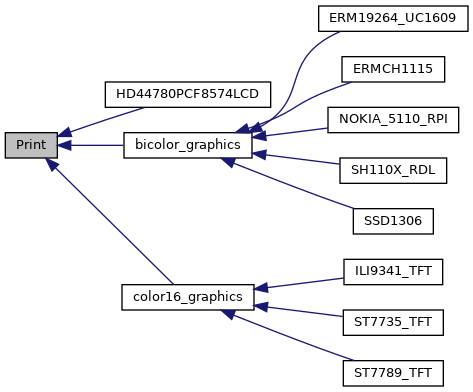 ERM19264_UC1609
ERMCH1115
HD44780PCF8574LCD
NOKIA_5110_RPI
Print
bicolor_graphics
SH110X_RDL
SSD1306
ILI9341_TFT
color16_graphics
ST7735_TFT
ST7789_TFT